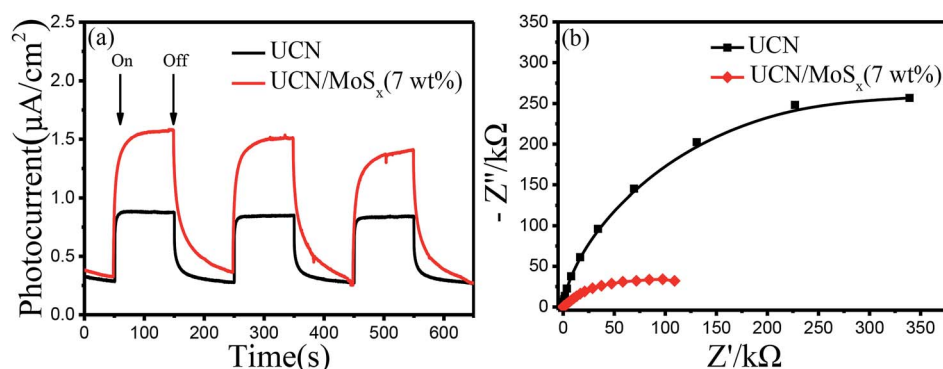 (a)
On
Off
UCN
UCN/MoSₓ(7 wt%)
Photocurrent(μA/cm²)
2.5
2.0
1.5
1.0
0.5
0.0
0 100 200 300 400 500 600
Time(s)
(b)
UCN
UCN/MoSₓ(7 wt%)
- Z"/kΩ
350
300
250
200
150
100
50
0
0 50 100 150 200 250 300 350
Z'/kΩ